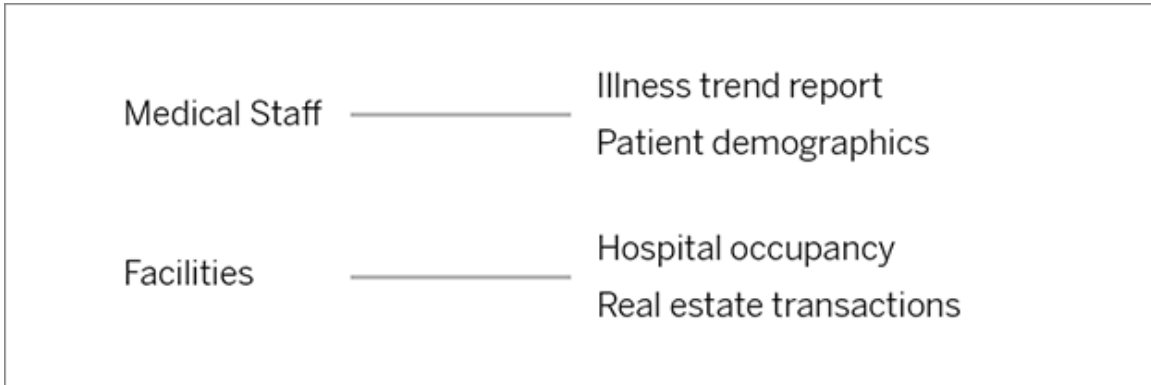 Medical Staff
Illness trend report
Patient demographics
Facilities
Hospital occupancy
Real estate transactions